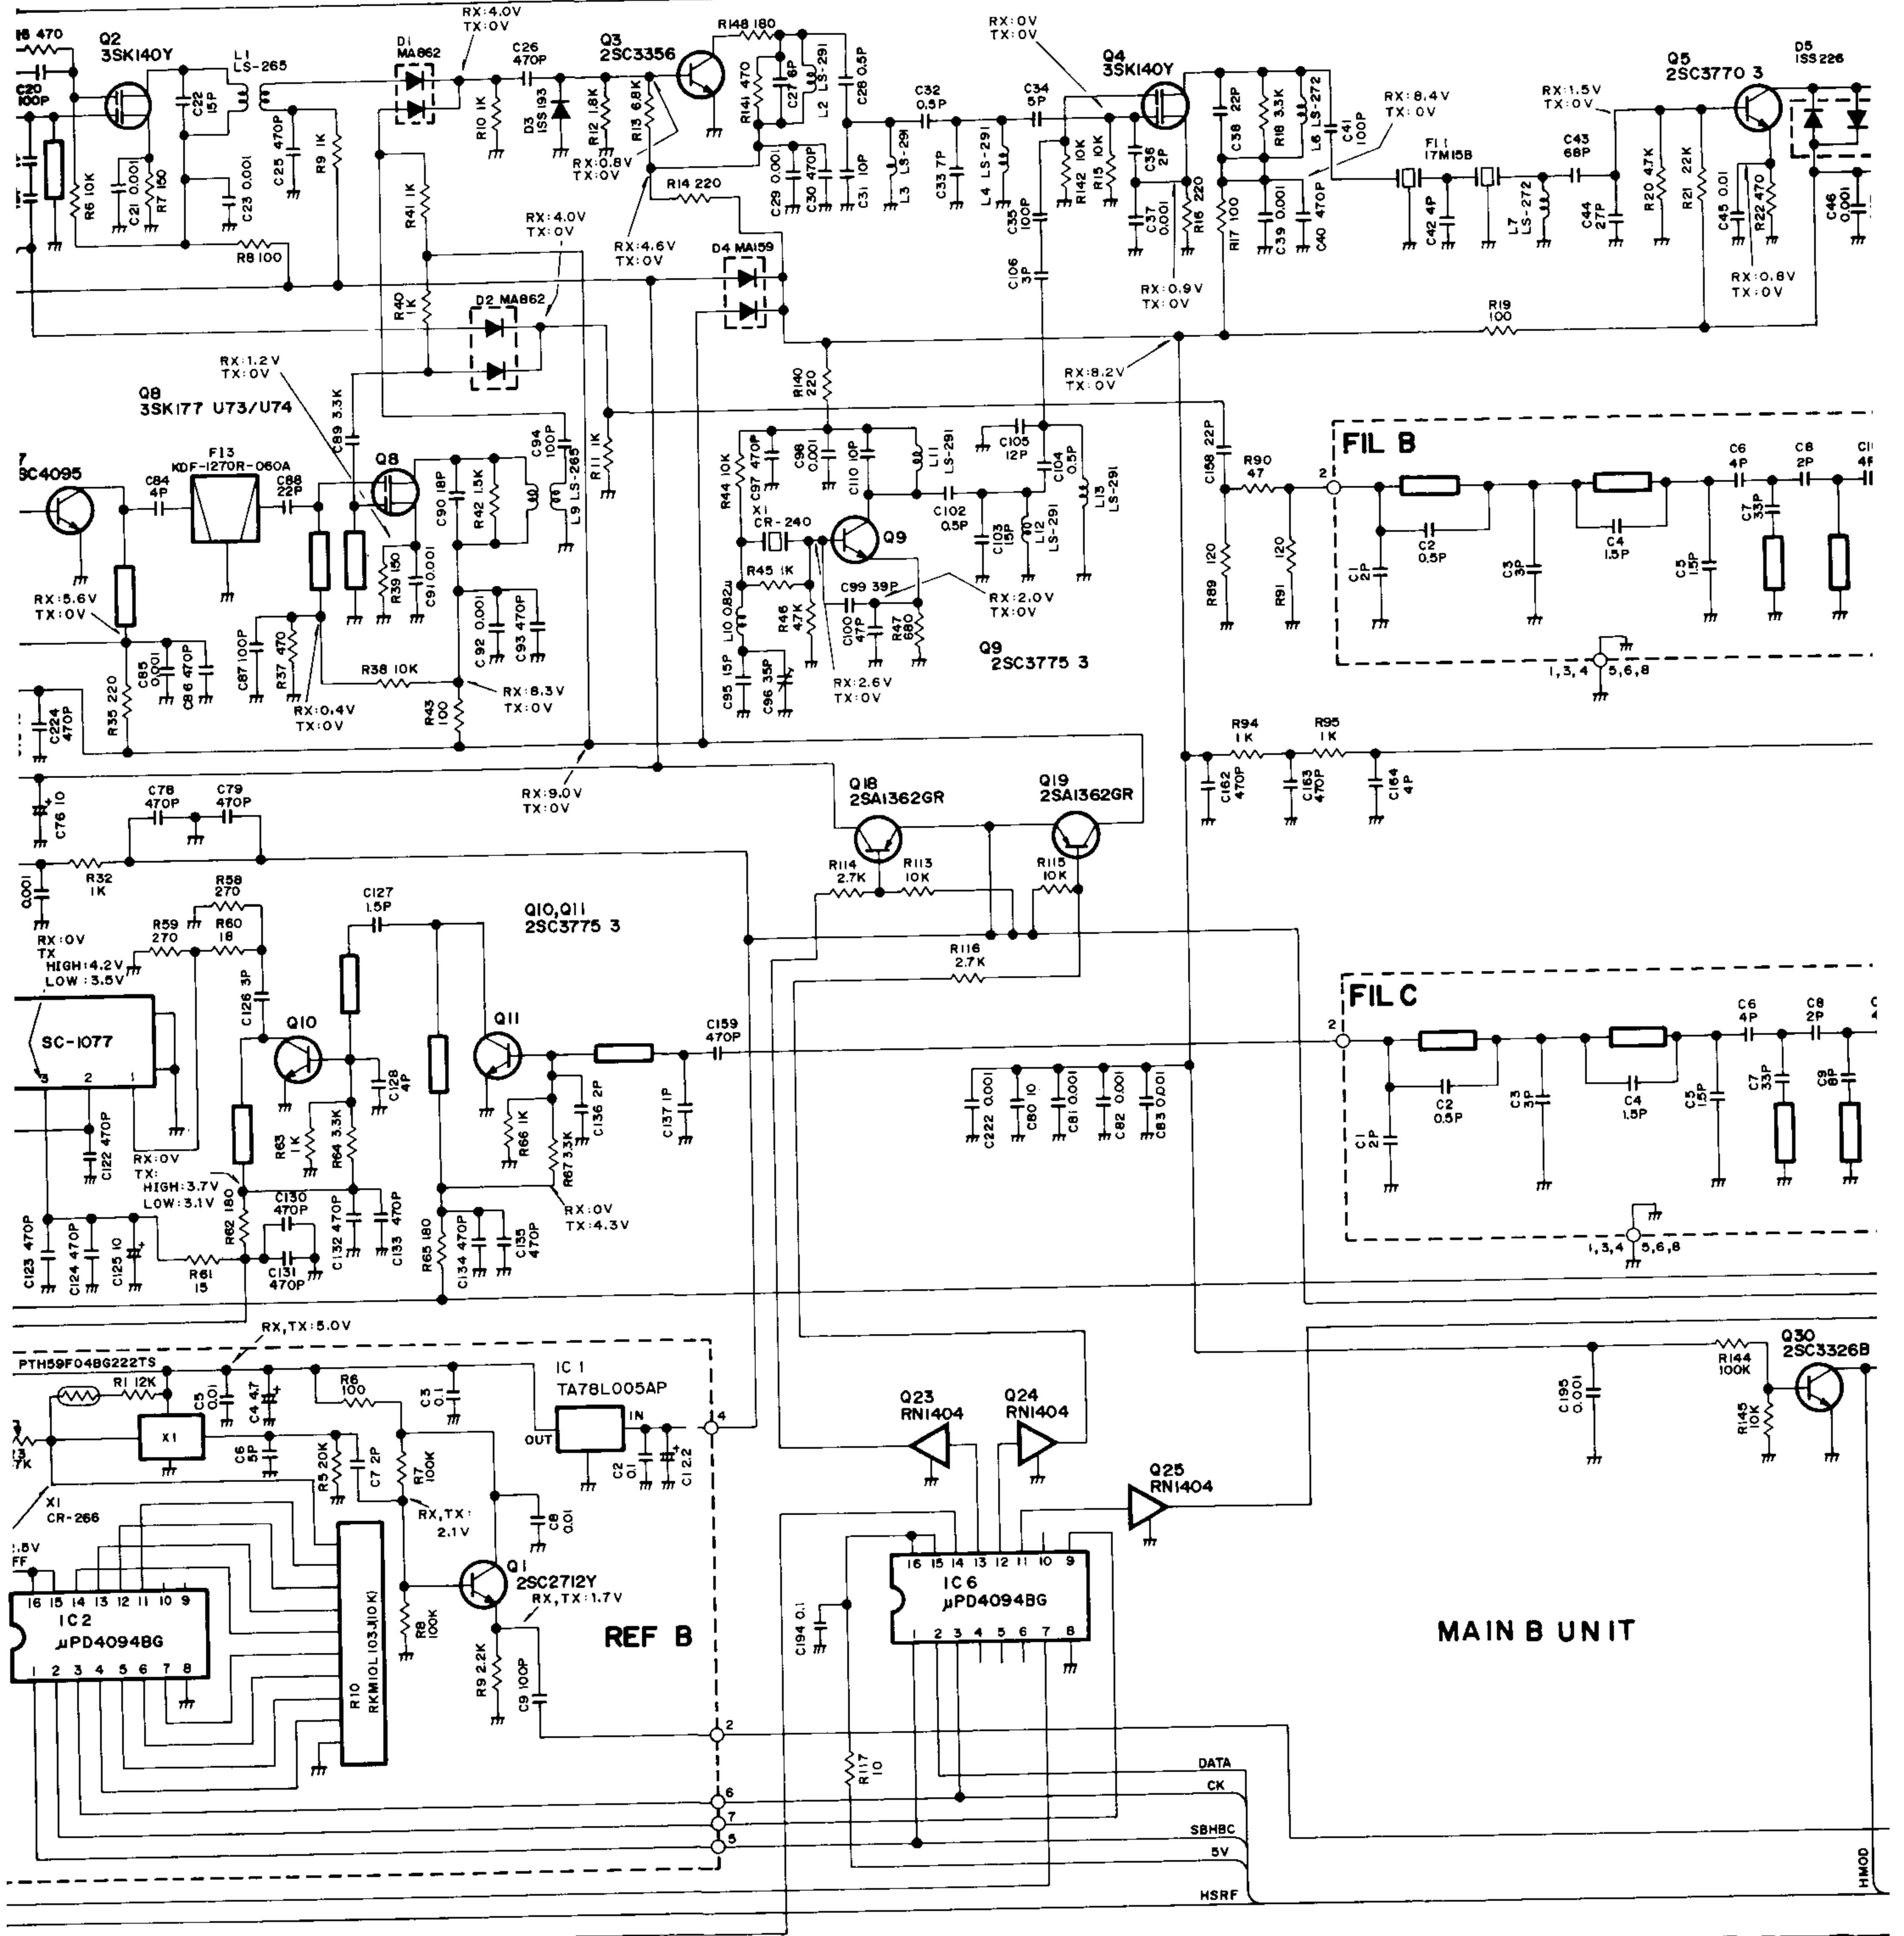 R148 180
RX:4.0V
TX:0V
Q2
3SK140Y
L1
LS-265
D1
MA862
C26
470P
Q3
2SC3356
RX:0V
TX:0V
Q4
3SK140Y
Q5
2SC3770 3
D5
1SS226
C20
100P
C22
15P
C25 470P
R9 1K
R10 1K
D3
1SS193
R12 1.8K
R13 6.8K
R141 470
C27 6P
L2 LS-291
C28 0.5P
C32
0.5P
C34
5P
C38 22P
R18 3.3K
L6 LS-272
C41
100P
RX:8.4V
TX:0V
RX:1.5V
TX:0V
F11
17M15B
C43
68P
R6 10K
C21 0.001
R7 150
C23 0.001
R8 100
R41 1K
RX:0.8V
TX:0V
R14 220
C29 0.001
C30 470P
C31 10P
L3 LS-291
C33 7P
L4 LS-291
C35
100P
R142 10K
R15 10K
C36
2P
C37
0.001
R16 220
R17 100
C39 0.001
C40 470P
C42 4P
L7
LS-272
C44
27P
R20 4.7K
R21 22K
C45 0.01
R22 470
C46
0.001
RX:4.0V
TX:0V
RX:4.6V
TX:0V
D4 MA159
C106
3P
RX:0.9V
TX:0V
RX:0.8V
TX:0V
R40
1K
D2 MA862
R19
100
RX:1.2V
TX:0V
RX:8.2V
TX:0V
R140
220
Q8
3SK177 U73/U74
C89 3.3K
C94
100P
R11 1K
F13
KDF-1270R-060A
C84
4P
C88
22P
Q8
C90 18P
R42 1.5K
L9 LS-265
R44 10K
C97 470P
C98
0.001
C110 10P
L11
LS-291
C105
12P
C104
0.5P
L13
LS-291
C158 22P
R90
47
FIL B
2
C6
4P
C8
2P
X1
CR-240
Q9
C102
0.5P
C103
15P
L12
LS-291
C1
2P
C2
0.5P
C3
3P
C4
1.5P
C5
1.5P
C7
33P
R39 150
C91 0.001
R45 1K
C99 39P
RX:2.0V
TX:0V
R89 120
R91 120
RX:5.6V
TX:0V
L10 0.82μ
R46
47K
C100
47P
R47
680
Q9
2SC3775 3
C85
0.001
C86 470P
C87 100P
R37 470
C92 0.001
C93 470P
R38 10K
RX:8.3V
TX:0V
RX:2.6V
TX:0V
C95 15P
C96 35P
1,3,4
5,6,8
C224
470P
R35 220
RX:0.4V
TX:0V
R43
100
R94
1K
R95
1K
C162
470P
C163
470P
C164
4P
RX:9.0V
TX:0V
C76 10
C78
470P
C79
470P
Q18
2SA1362GR
Q19
2SA1362GR
0.001
R32
1K
R114
2.7K
R113
10K
R115
10K
R58
270
C127
1.5P
Q10,Q11
2SC3775 3
R59
270
R60
18
RX:0V
TX
HIGH:4.2V
LOW:3.5V
R116
2.7K
FIL C
C126 3P
Q10
Q11
C159
470P
2
SC-1077
3
2
1
C128
4P
C6
4P
C8
2P
C7
33P
C9
8P
C122 470P
R63
1K
R64 3.3K
R66 1K
R67 3.3K
C136 2P
C137 1P
C222 0.001
C80 10
C81 0.001
C82 0.001
C83 0.001
C1
2P
C2
0.5P
C3
3P
C4
1.5P
C5
1.5P
RX:0V
TX:
HIGH:3.7V
LOW:3.1V
C123 470P
C124 470P
C125 10
R62 180
R61
15
C130
470P
C131
470P
C132 470P
C133 470P
R65 180
C134 470P
C135
470P
RX:0V
TX:4.3V
1,3,4
5,6,8
RX,TX:5.0V
PTH59F04BG222TS
R1 12K
C5
0.01
C4 4.7
R6
100
C3
0.1
IC1
TA78L005AP
IN
OUT
4
X1
C6
5P
R5 20K
C7 2P
R7
100K
C2
0.1
C1 2.2
Q23
RN1404
Q24
RN1404
Q25
RN1404
C195
0.001
R144
100K
Q30
2SC3326B
R145
10K
X1
CR-266
RX,TX:
2.1V
C8
0.01
16 15 14 13 12 11 10 9
IC2
μPD4094BG
1 2 3 4 5 6 7 8
R10
RKM10L103J(10K)
R8
100K
Q1
2SC2712Y
RX,TX:1.7V
R9 2.2K
C9 100P
REF B
C194 0.1
16 15 14 13 12 11 10 9
IC6
μPD4094BG
1 2 3 4 5 6 7 8
MAIN B UNIT
2
R117
10
DATA
6
CK
7
5
SBHBC
5V
HSRF
HMOD